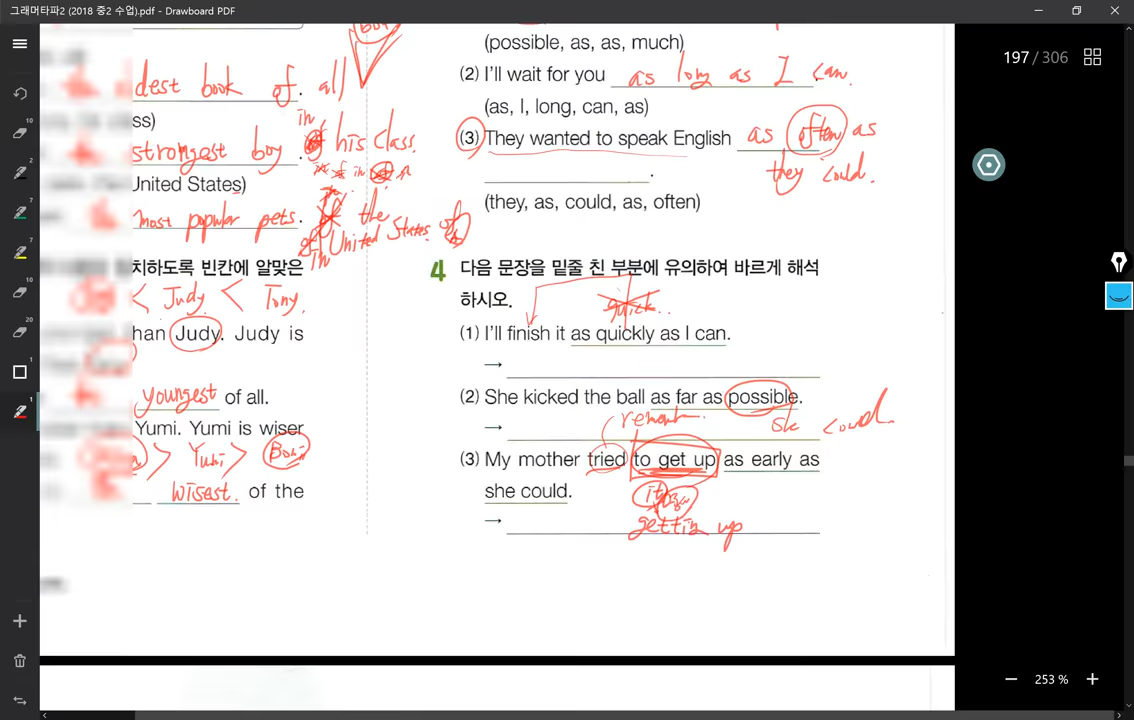 그래머타파2 (2018 중2 수업).pdf - Drawboard PDF
197 / 306
dest book of all.
ss)
strongest boy in his class.
United States)
most popular pets in the United States.
치하도록 빈칸에 알맞은
< Judy < Tony
than Judy. Judy is
youngest of all.
Yumi. Yumi is wiser
> Yumi >
wisest of the
(possible, as, as, much)
(2) I'll wait for you as long as I can.
(as, I, long, can, as)
(3) They wanted to speak English as often as
they could.
(they, as, could, as, often)
4 다음 문장을 밑줄 친 부분에 유의하여 바르게 해석
하시오.
quick
(1) I'll finish it as quickly as I can.
→
(2) She kicked the ball as far as possible.
→ she could
(3) My mother tried to get up as early as
she could.
→ getting up
253 %